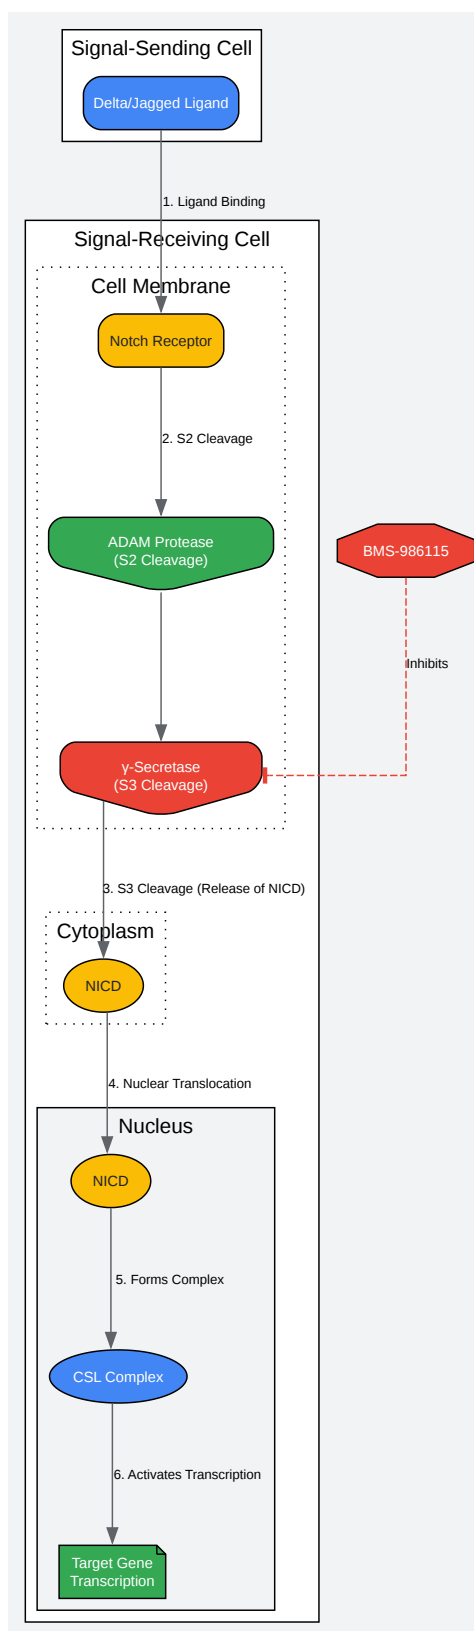 Signal-Sending Cell
Delta/Jagged Ligand
1. Ligand Binding
Signal-Receiving Cell
Cell Membrane
Notch Receptor
2. S2 Cleavage
ADAM Protease
(S2 Cleavage)
BMS-986115
Inhibits
γ-Secretase
(S3 Cleavage)
3. S3 Cleavage (Release of NICD)
Cytoplasm
NICD
4. Nuclear Translocation
Nucleus
NICD
5. Forms Complex
CSL Complex
6. Activates Transcription
Target Gene
Transcription